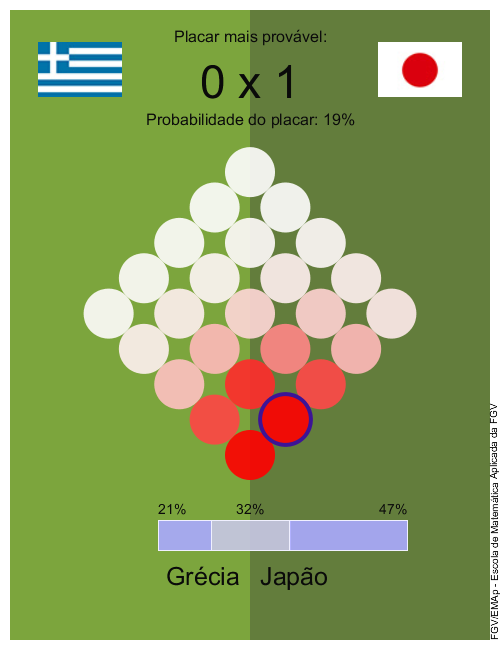 Placar mais provável:
0 x 1
Probabilidade do placar: 19%
21% 32% 47%
Grécia Japão
FGV/EMAp - Escola de Matemática Aplicada da FGV